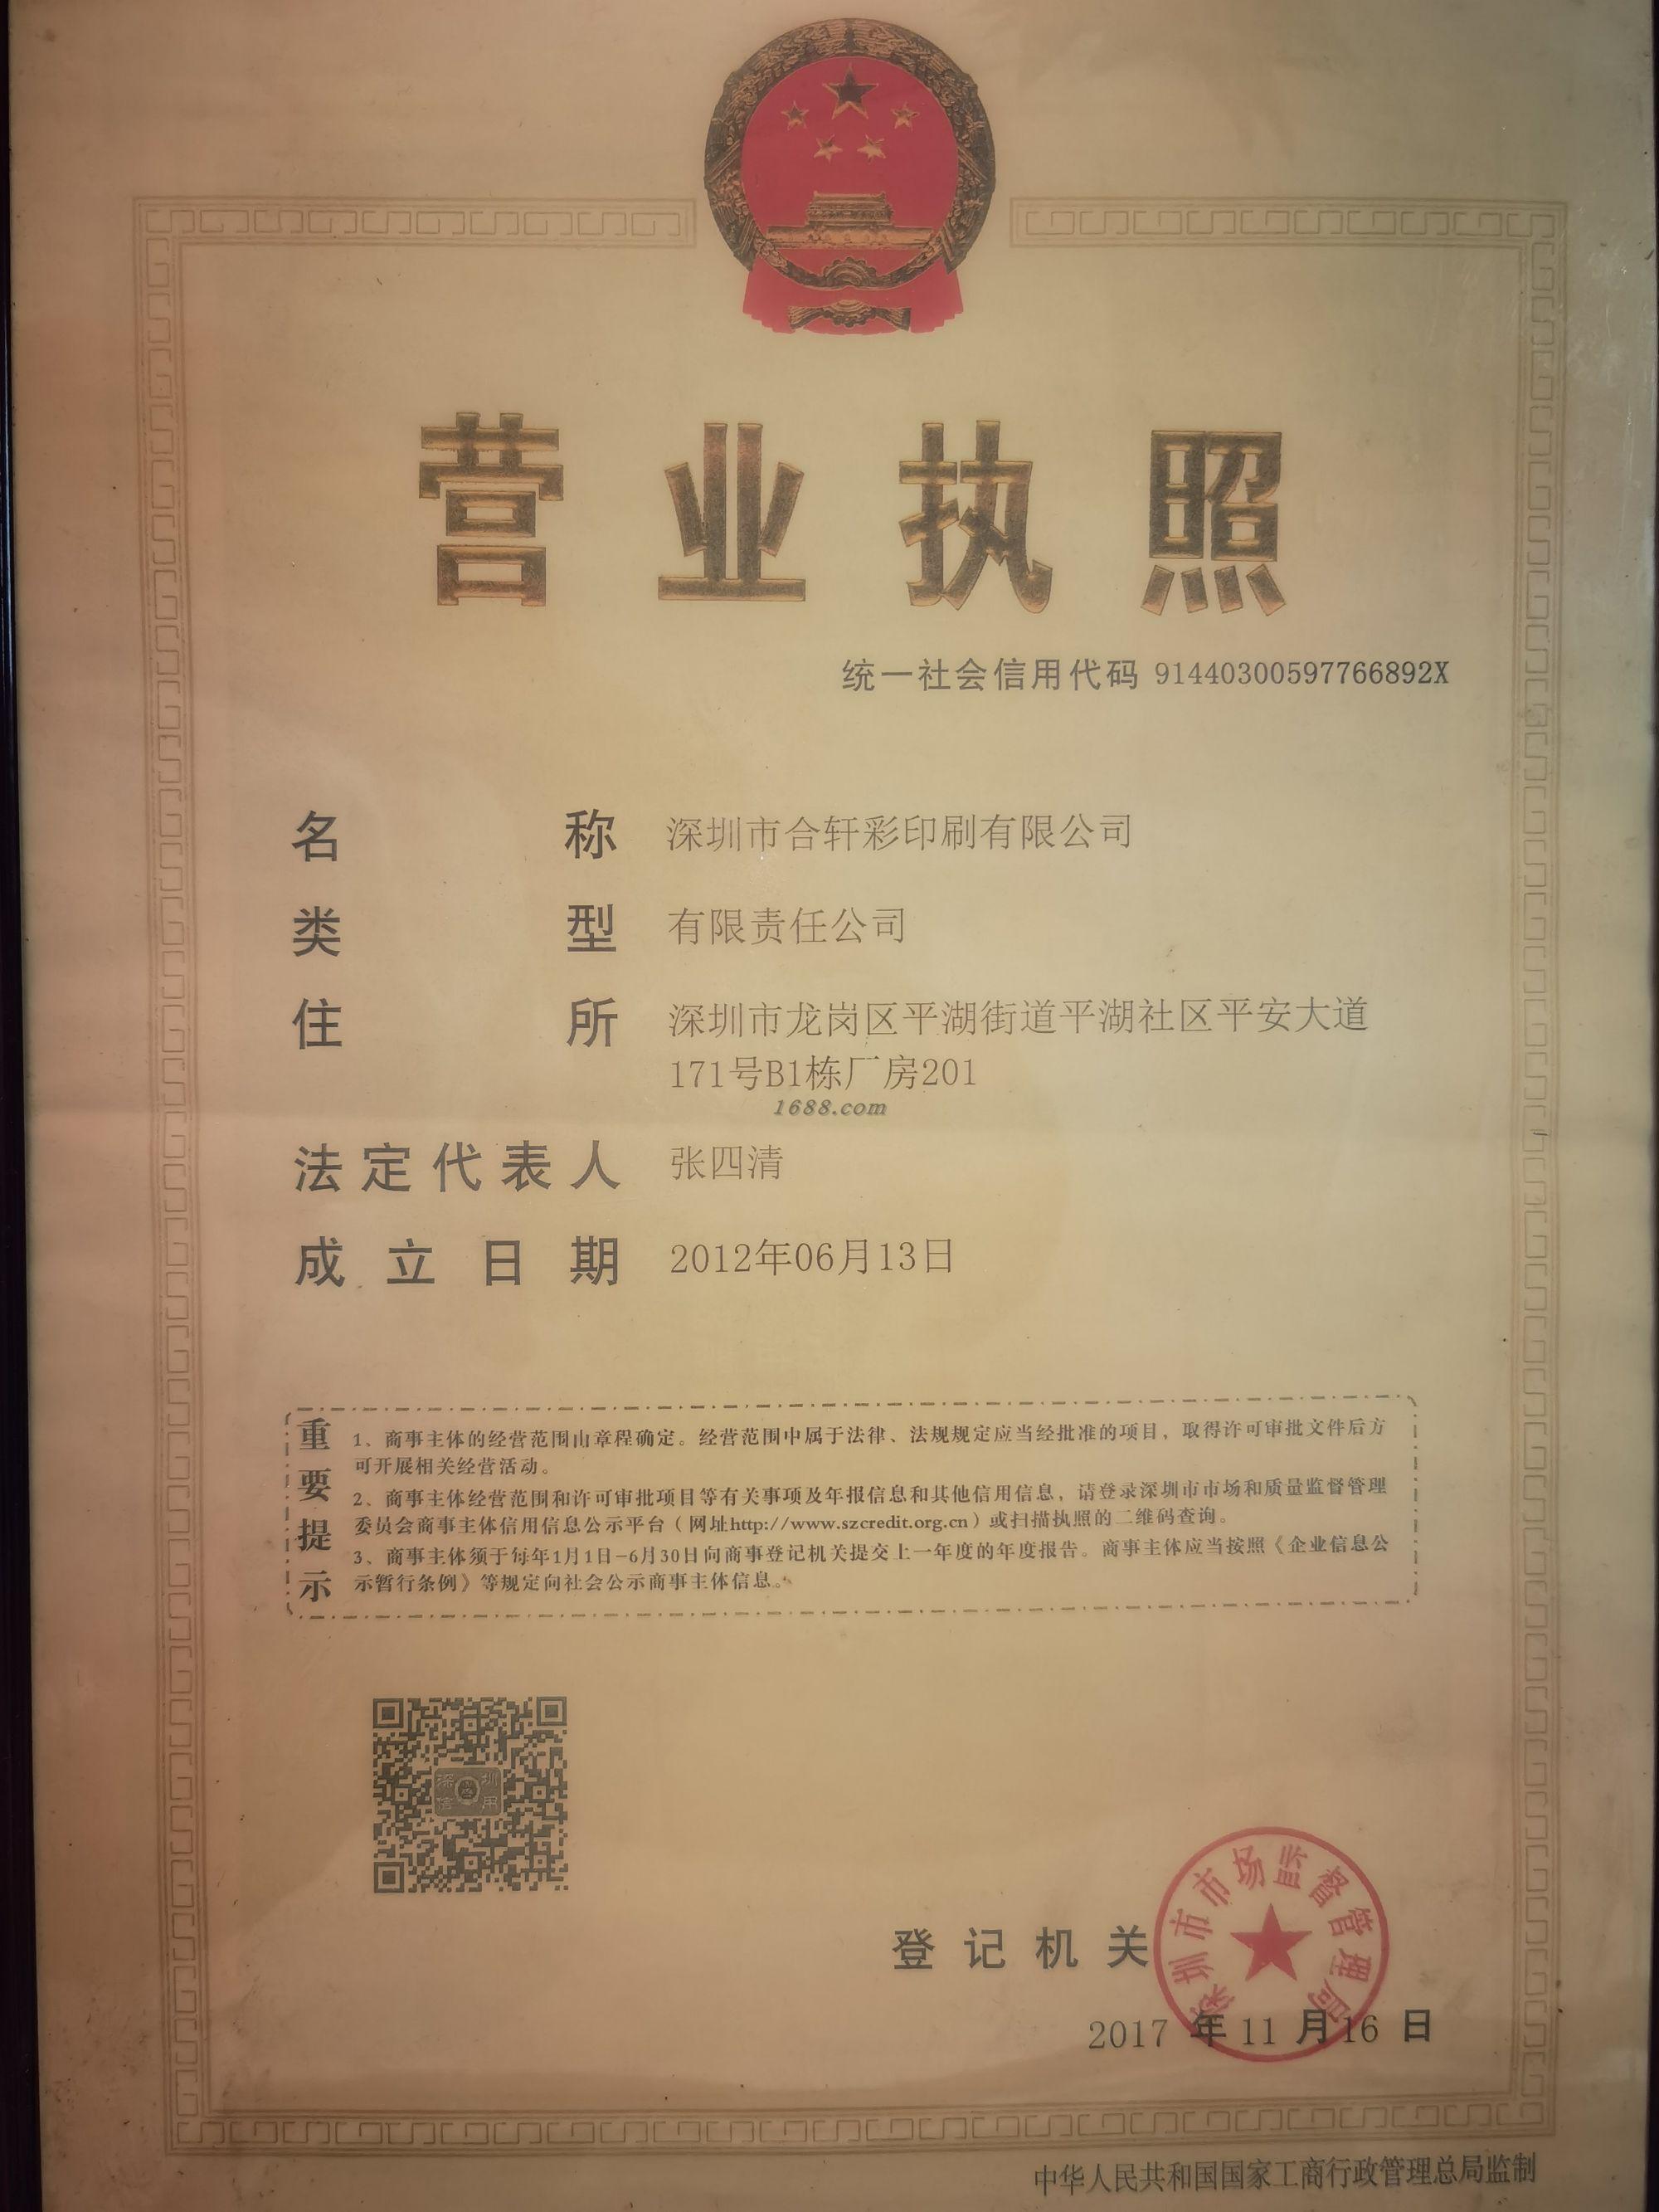 营业执照
统一社会信用代码 91440300597766892X
名称 深圳市合轩彩印刷有限公司
类型 有限责任公司
住所 深圳市龙岗区平湖街道平湖社区平安大道
171号B1栋厂房201
1688.com
法定代表人 张四清
成立日期 2012年06月13日
重要提示
1、商事主体的经营范围由章程确定。经营范围中属于法律、法规规定应当经批准的项目，取得许可审批文件后方
可开展相关经营活动。
2、商事主体经营范围和许可审批项目等有关事项及年报信息和其他信用信息，请登录深圳市市场和质量监督管理
委员会商事主体信用信息公示平台（网址http://www.szcredit.org.cn）或扫描执照的二维码查询。
3、商事主体须于每年1月1日-6月30日向商事登记机关提交上一年度的年度报告。商事主体应当按照《企业信息公
示暂行条例》等规定向社会公示商事主体信息。
深圳
信用
登记机关
深圳市市场监督管理局
2017 年 11 月 16 日
中华人民共和国国家工商行政管理总局监制